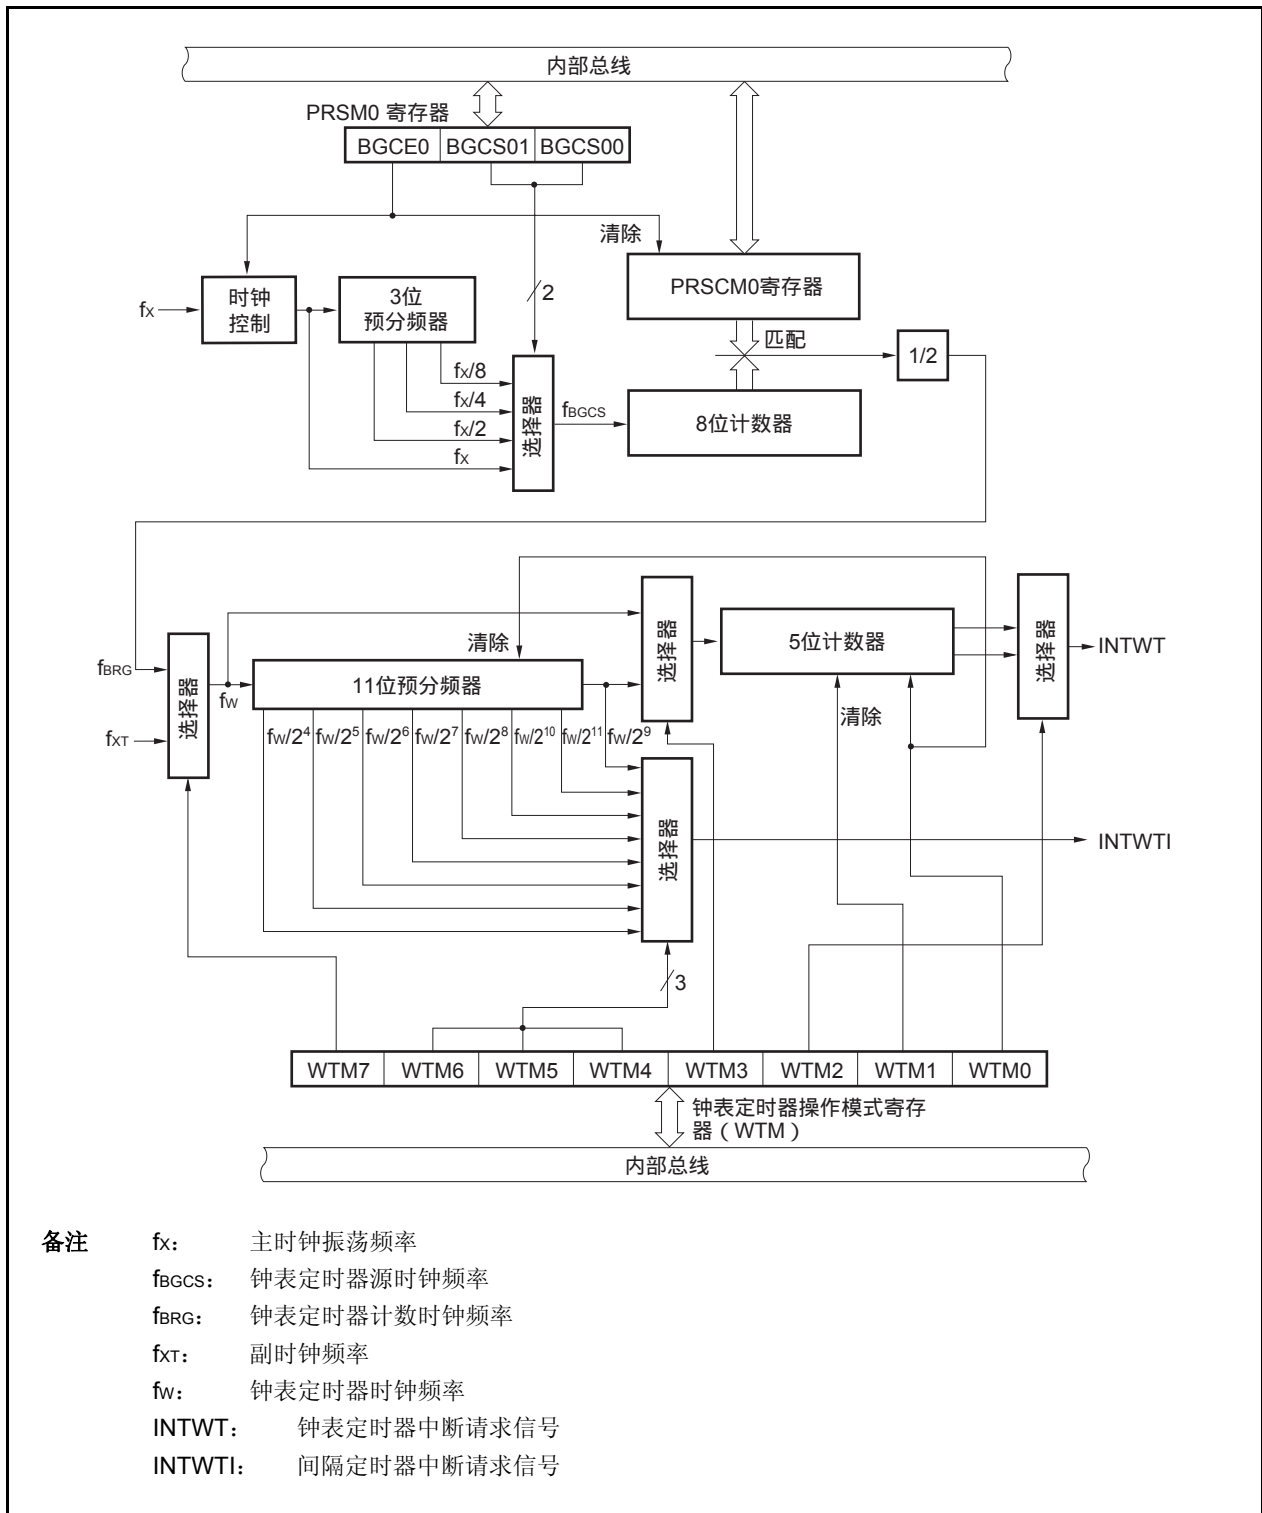 内部总线
PRSM0 寄存器
BGCE0 BGCS01 BGCS00
清除
fX
时钟
控制
3位
预分频器
2
PRSCM0寄存器
匹配
1/2
fX/8
fX/4
fX/2
fX
选择器
fBGCS
8位计数器
fBRG
fXT
选择器
fW
清除
11位预分频器
fW/2⁴ fW/2⁵ fW/2⁶ fW/2⁷ fW/2⁸ fW/2¹⁰ fW/2¹¹ fW/2⁹
选择器
5位计数器
清除
选择器
INTWT
选择器
INTWTI
3
WTM7 WTM6 WTM5 WTM4 WTM3 WTM2 WTM1 WTM0
钟表定时器操作模式寄存
器（WTM）
内部总线
备注 fX： 主时钟振荡频率
fBGCS： 钟表定时器源时钟频率
fBRG： 钟表定时器计数时钟频率
fXT： 副时钟频率
fW： 钟表定时器时钟频率
INTWT： 钟表定时器中断请求信号
INTWTI： 间隔定时器中断请求信号